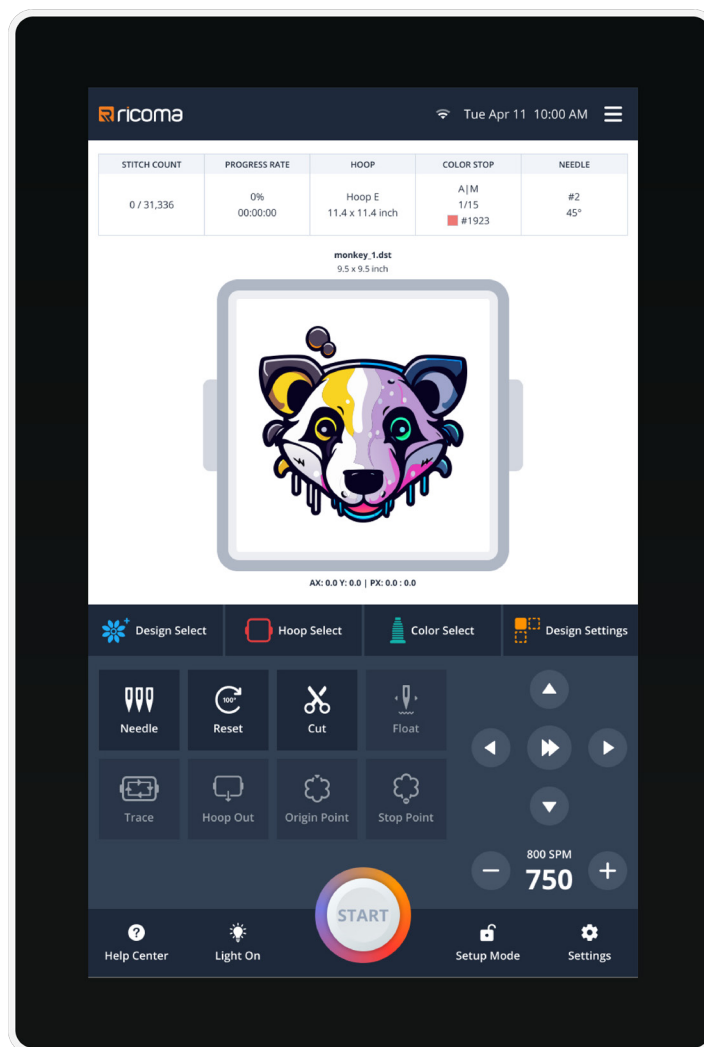 ricoma
Tue Apr 11 10:00 AM
STITCH COUNT
PROGRESS RATE
HOOP
COLOR STOP
NEEDLE
0 / 31,336
0%
00:00:00
Hoop E
11.4 x 11.4 inch
A|M
1/15
#1923
#2
45°
monkey_1.dst
9.5 x 9.5 inch
AX: 0.0 Y: 0.0 | PX: 0.0 : 0.0
Design Select
Hoop Select
Color Select
Design Settings
Needle
100°
Reset
Cut
Float
Trace
Hoop Out
Origin Point
Stop Point
800 SPM
750
START
Help Center
Light On
Setup Mode
Settings